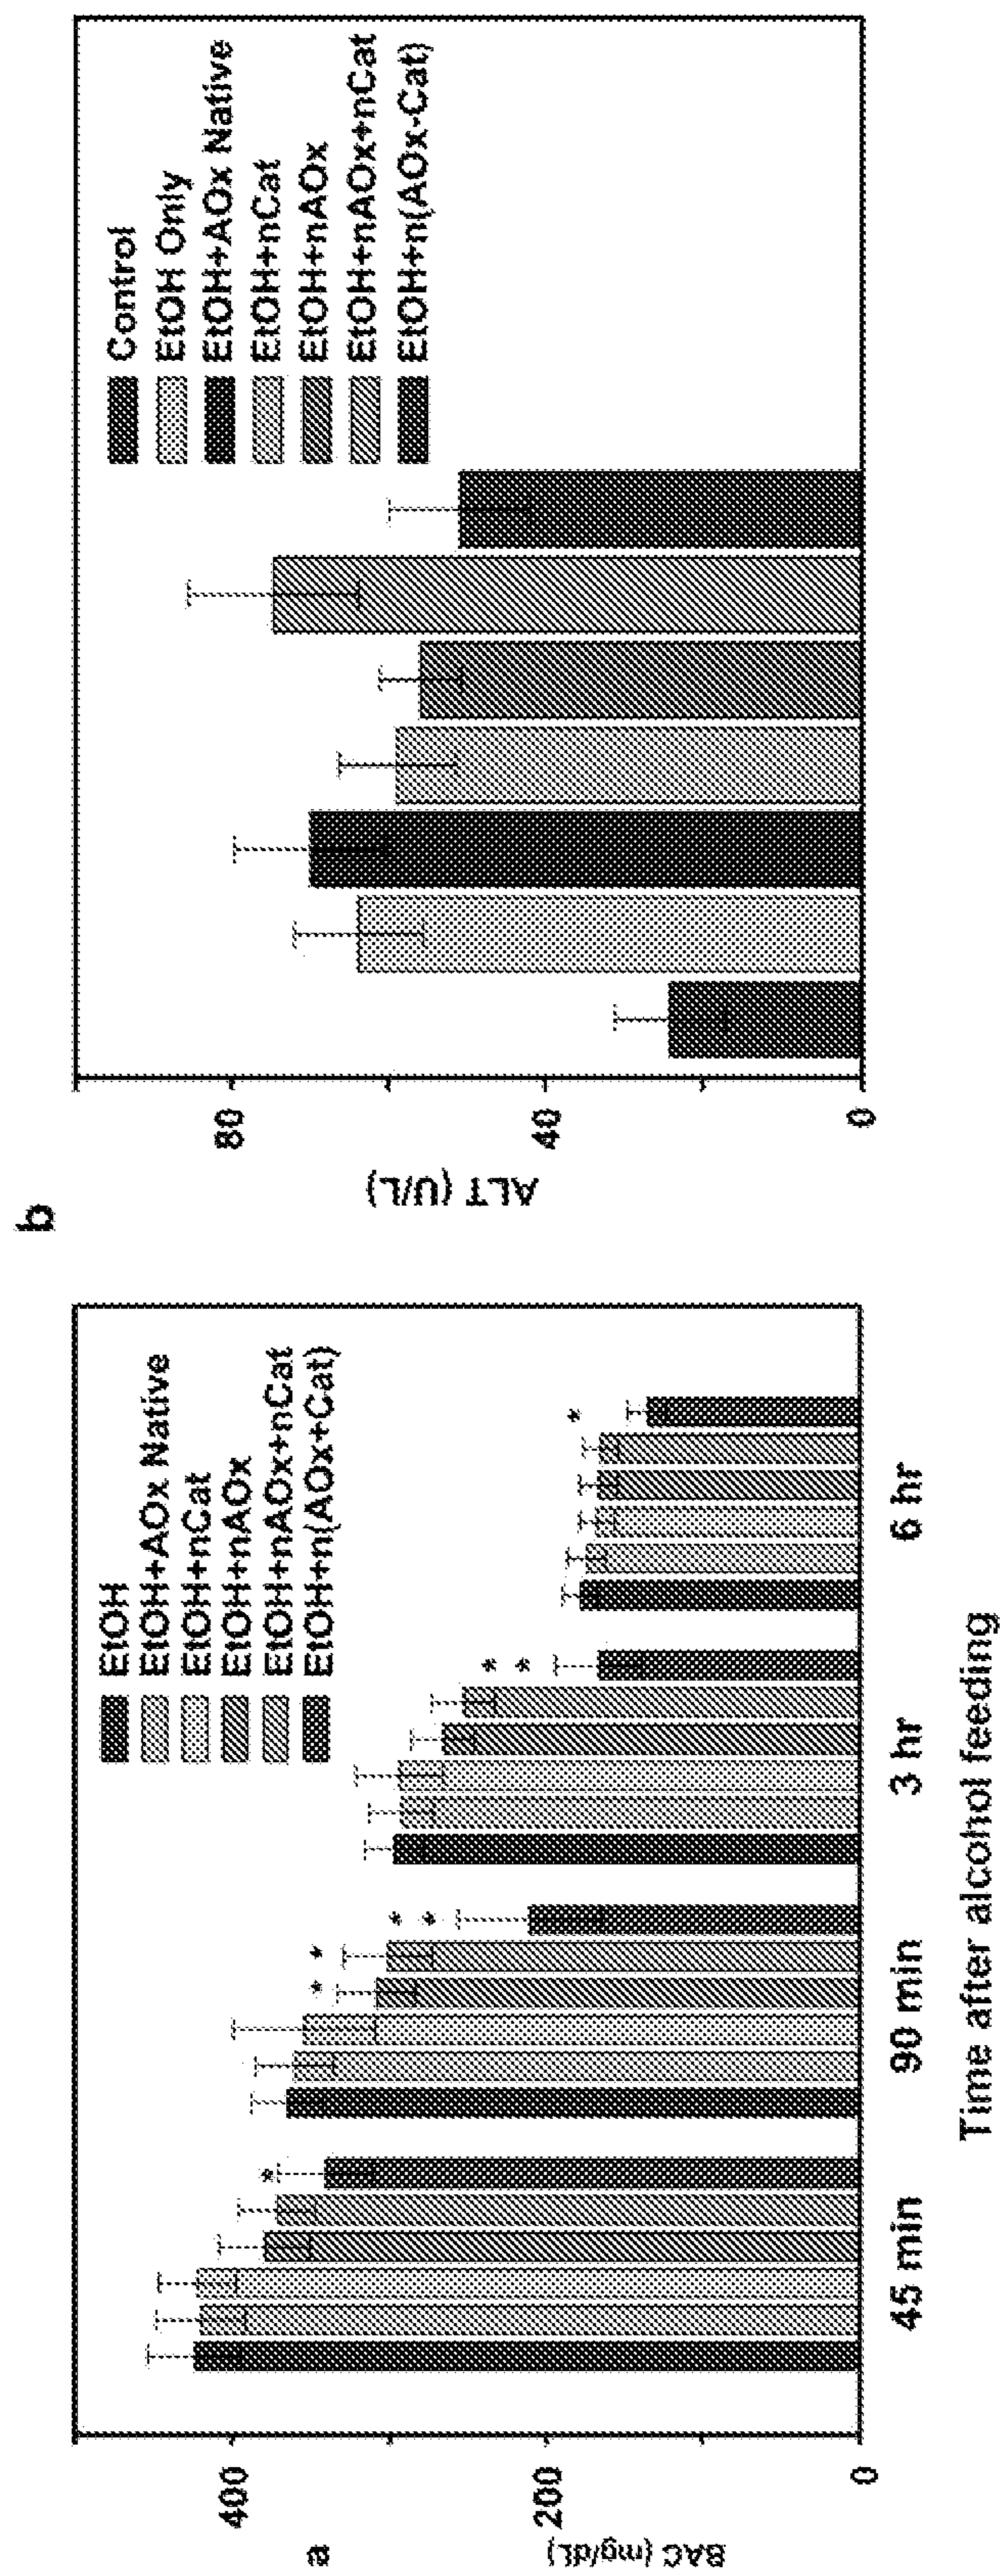 a
BAC (mg/dL)
400
200
0
EtOH
EtOH+AOx Native
EtOH+nCat
EtOH+nAOx
EtOH+nAOx+nCat
EtOH+n(AOx+Cat)
*
* *
* *
* *
*
45 min 90 min 3 hr 6 hr
Time after alcohol feeding
b
ALT (U/L)
80
40
0
Control
EtOH Only
EtOH+AOx Native
EtOH+nCat
EtOH+nAOx
EtOH+nAOx+nCat
EtOH+n(AOx-Cat)